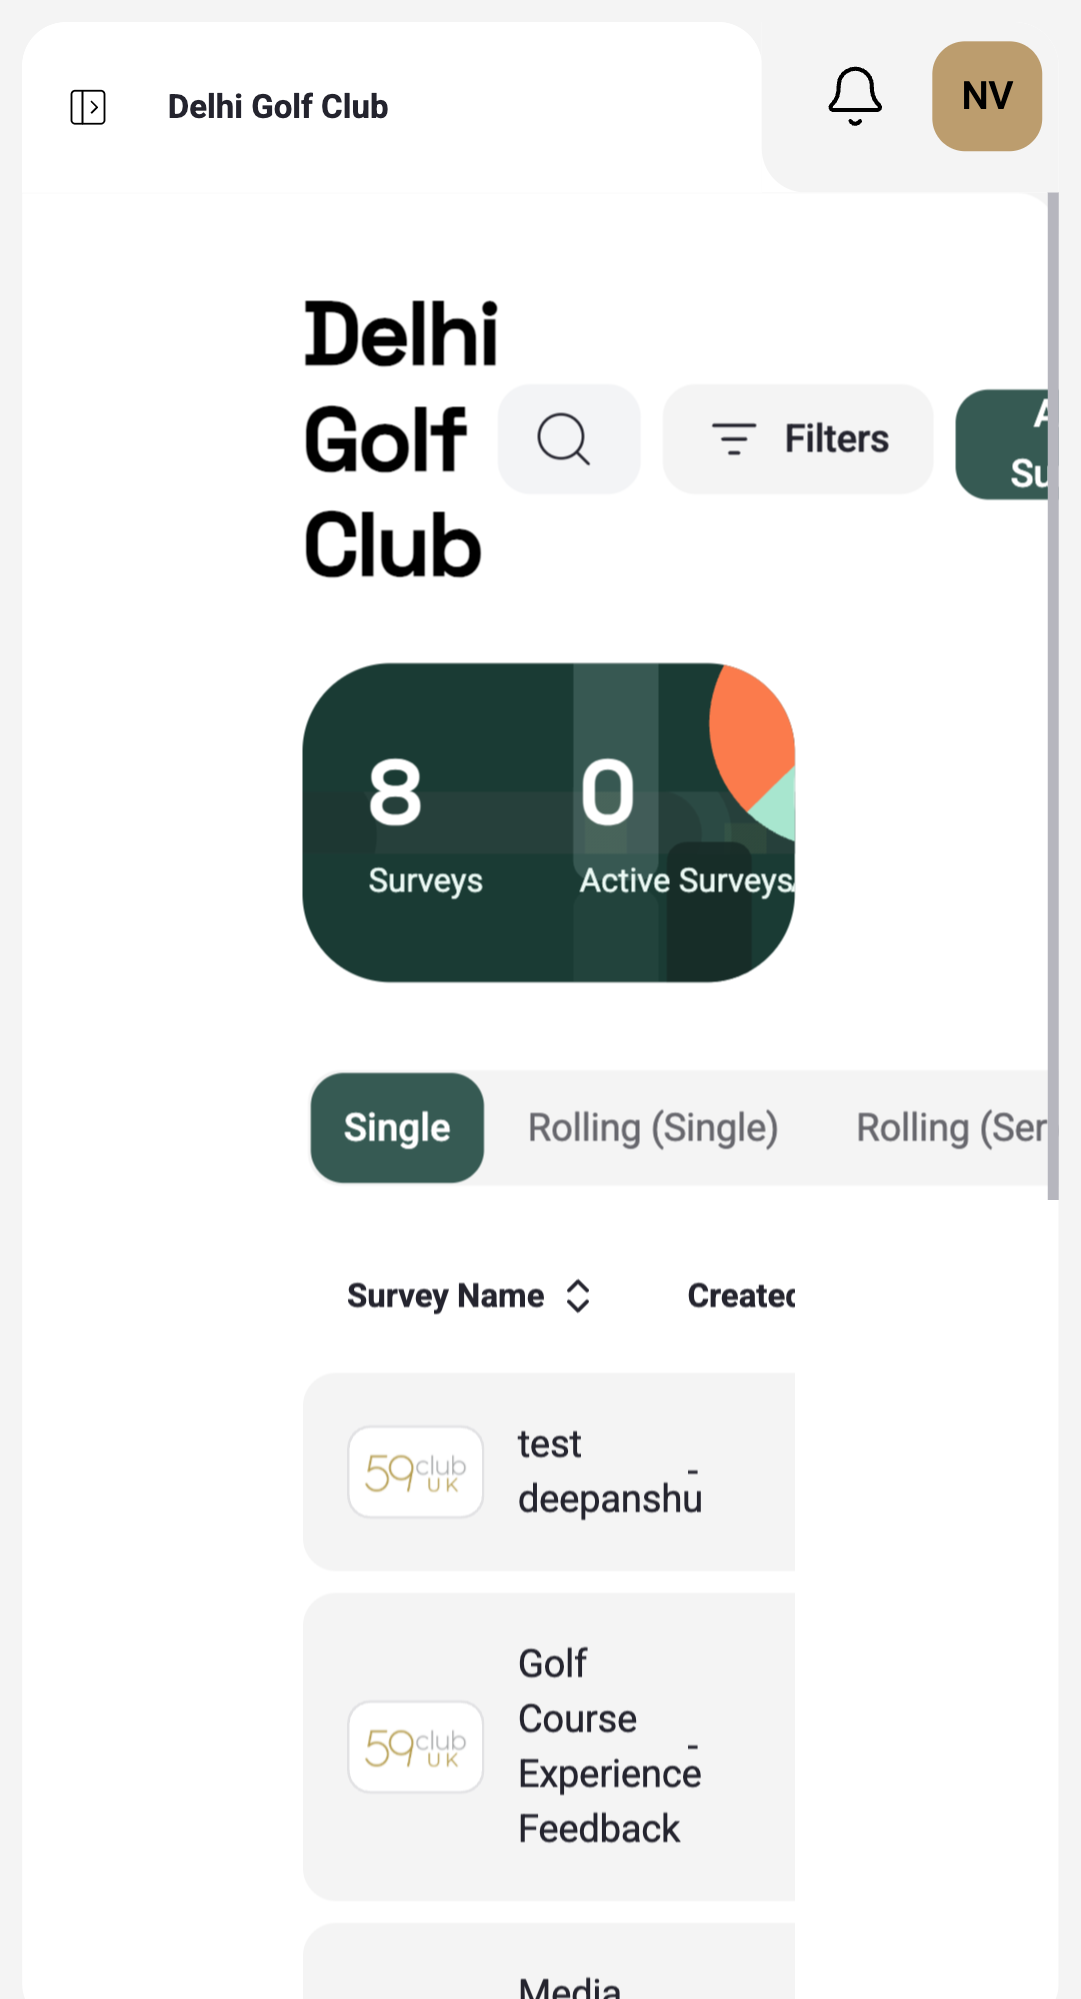 Delhi Golf Club
NV
Delhi
Golf
Club
Filters
Su
8
Surveys
0
Active Surveys
Single
Rolling (Single)
Rolling (Ser
Survey Name
Created
59club
UK
test
deepanshu
-
59club
UK
Golf
Course
Experience
Feedback
-
Media